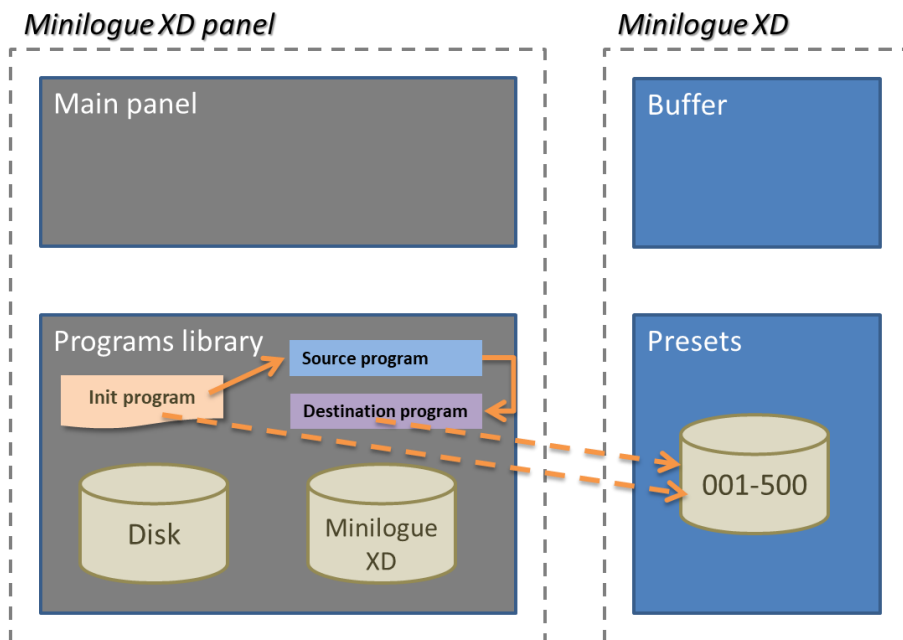 Minilogue XD panel
Minilogue XD
Main panel
Buffer
Programs library
Presets
Source program
Init program
Destination program
001-500
Disk
Minilogue
XD